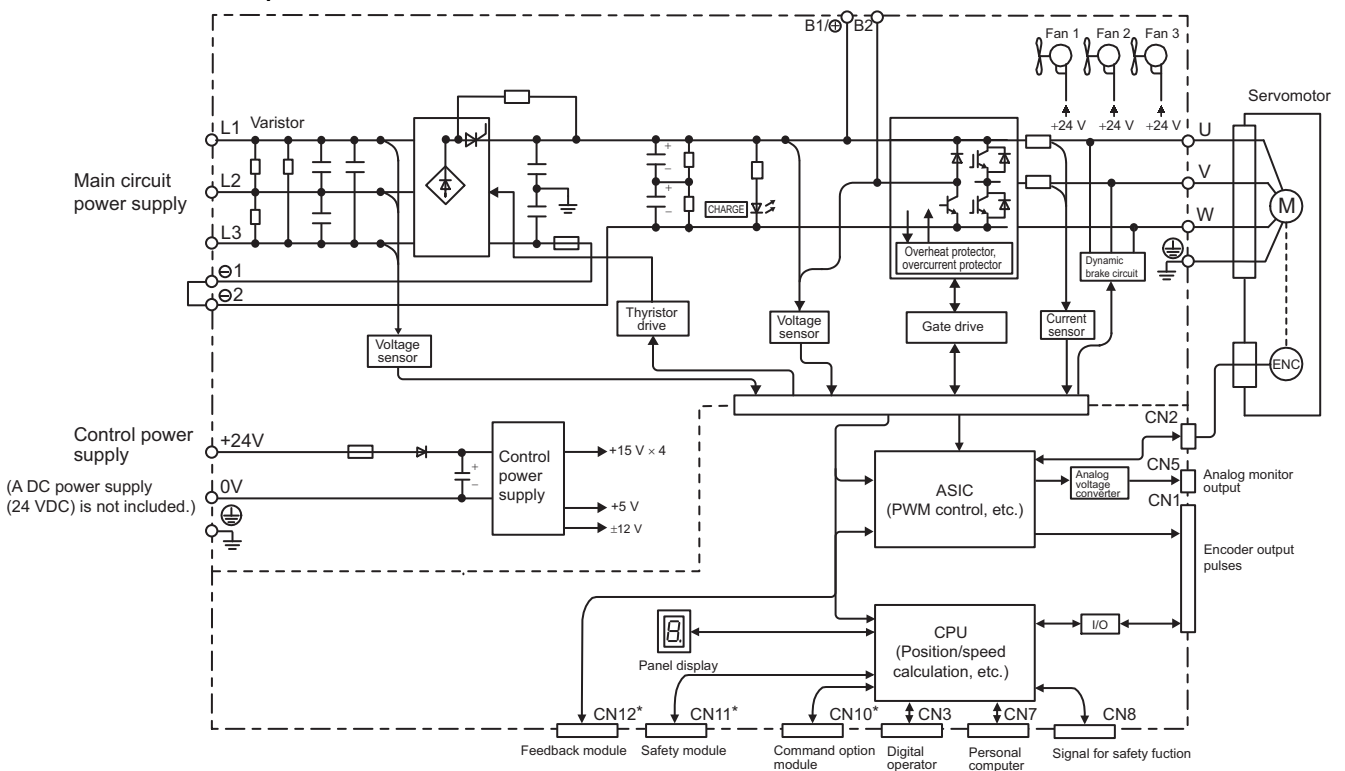 B1/⊕ B2
Fan 1 Fan 2 Fan 3
+24 V +24 V +24 V
Servomotor
Varistor
L1
L2
L3
Main circuit
power supply
⊖1
⊖2
+ −
+ −
CHARGE
Overheat protector,
overcurrent protector
U
V
W
M
Dynamic
brake circuit
Voltage
sensor
Thyristor
drive
Voltage
sensor
Gate drive
Current
sensor
ENC
Control power
supply
+24V
0V
(A DC power supply
(24 VDC) is not included.)
+ −
Control
power
supply
+15 V × 4
+5 V
±12 V
ASIC
(PWM control, etc.)
Analog
voltage
converter
CN2
CN5
Analog monitor
output
CN1
Encoder output
pulses
CPU
(Position/speed
calculation, etc.)
I/O
8.
Panel display
CN12*
CN11*
CN10*
CN3
CN7
CN8
Feedback module
Safety module
Command option
module
Digital
operator
Personal
computer
Signal for safety fuction